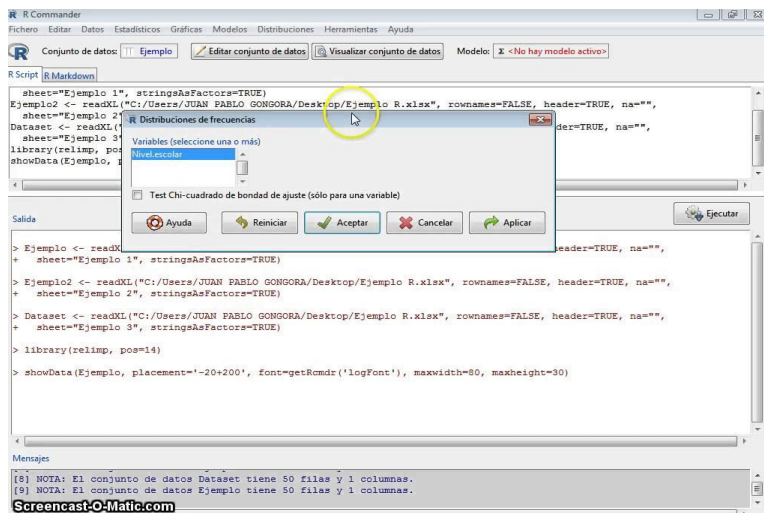 R Commander
Fichero Editar Datos Estadísticos Gráficas Modelos Distribuciones Herramientas Ayuda
Conjunto de datos: Ejemplo Editar conjunto de datos Visualizar conjunto de datos Modelo: Σ <No hay modelo activo>
R Script R Markdown
sheet="Ejemplo 1", stringsAsFactors=TRUE)
Ejemplo2 <- readXL("C:/Users/JUAN PABLO GONGORA/Desktop/Ejemplo R.xlsx", rownames=FALSE, header=TRUE, na="",
sheet="Ejemplo 2"
Dataset <- readXL("
der=TRUE, na="",
sheet="Ejemplo 3"
library(relimp, pos
showData(Ejemplo, p
Distribuciones de frecuencias
Variables (seleccione una o más)
Nivel.escolar
Test Chi-cuadrado de bondad de ajuste (sólo para una variable)
Ayuda Reiniciar Aceptar Cancelar Aplicar
Salida
Ejecutar
> Ejemplo <- readX
eader=TRUE, na="",
+ sheet="Ejemplo 1", stringsAsFactors=TRUE)
> Ejemplo2 <- readXL("C:/Users/JUAN PABLO GONGORA/Desktop/Ejemplo R.xlsx", rownames=FALSE, header=TRUE, na="",
+ sheet="Ejemplo 2", stringsAsFactors=TRUE)
> Dataset <- readXL("C:/Users/JUAN PABLO GONGORA/Desktop/Ejemplo R.xlsx", rownames=FALSE, header=TRUE, na="",
+ sheet="Ejemplo 3", stringsAsFactors=TRUE)
> library(relimp, pos=14)
> showData(Ejemplo, placement='-20+200', font=getRcmdr('logFont'), maxwidth=80, maxheight=30)
Mensajes
[8] NOTA: El conjunto de datos Dataset tiene 50 filas y 1 columnas.
[9] NOTA: El conjunto de datos Ejemplo tiene 50 filas y 1 columnas.
Screencast-O-Matic.com